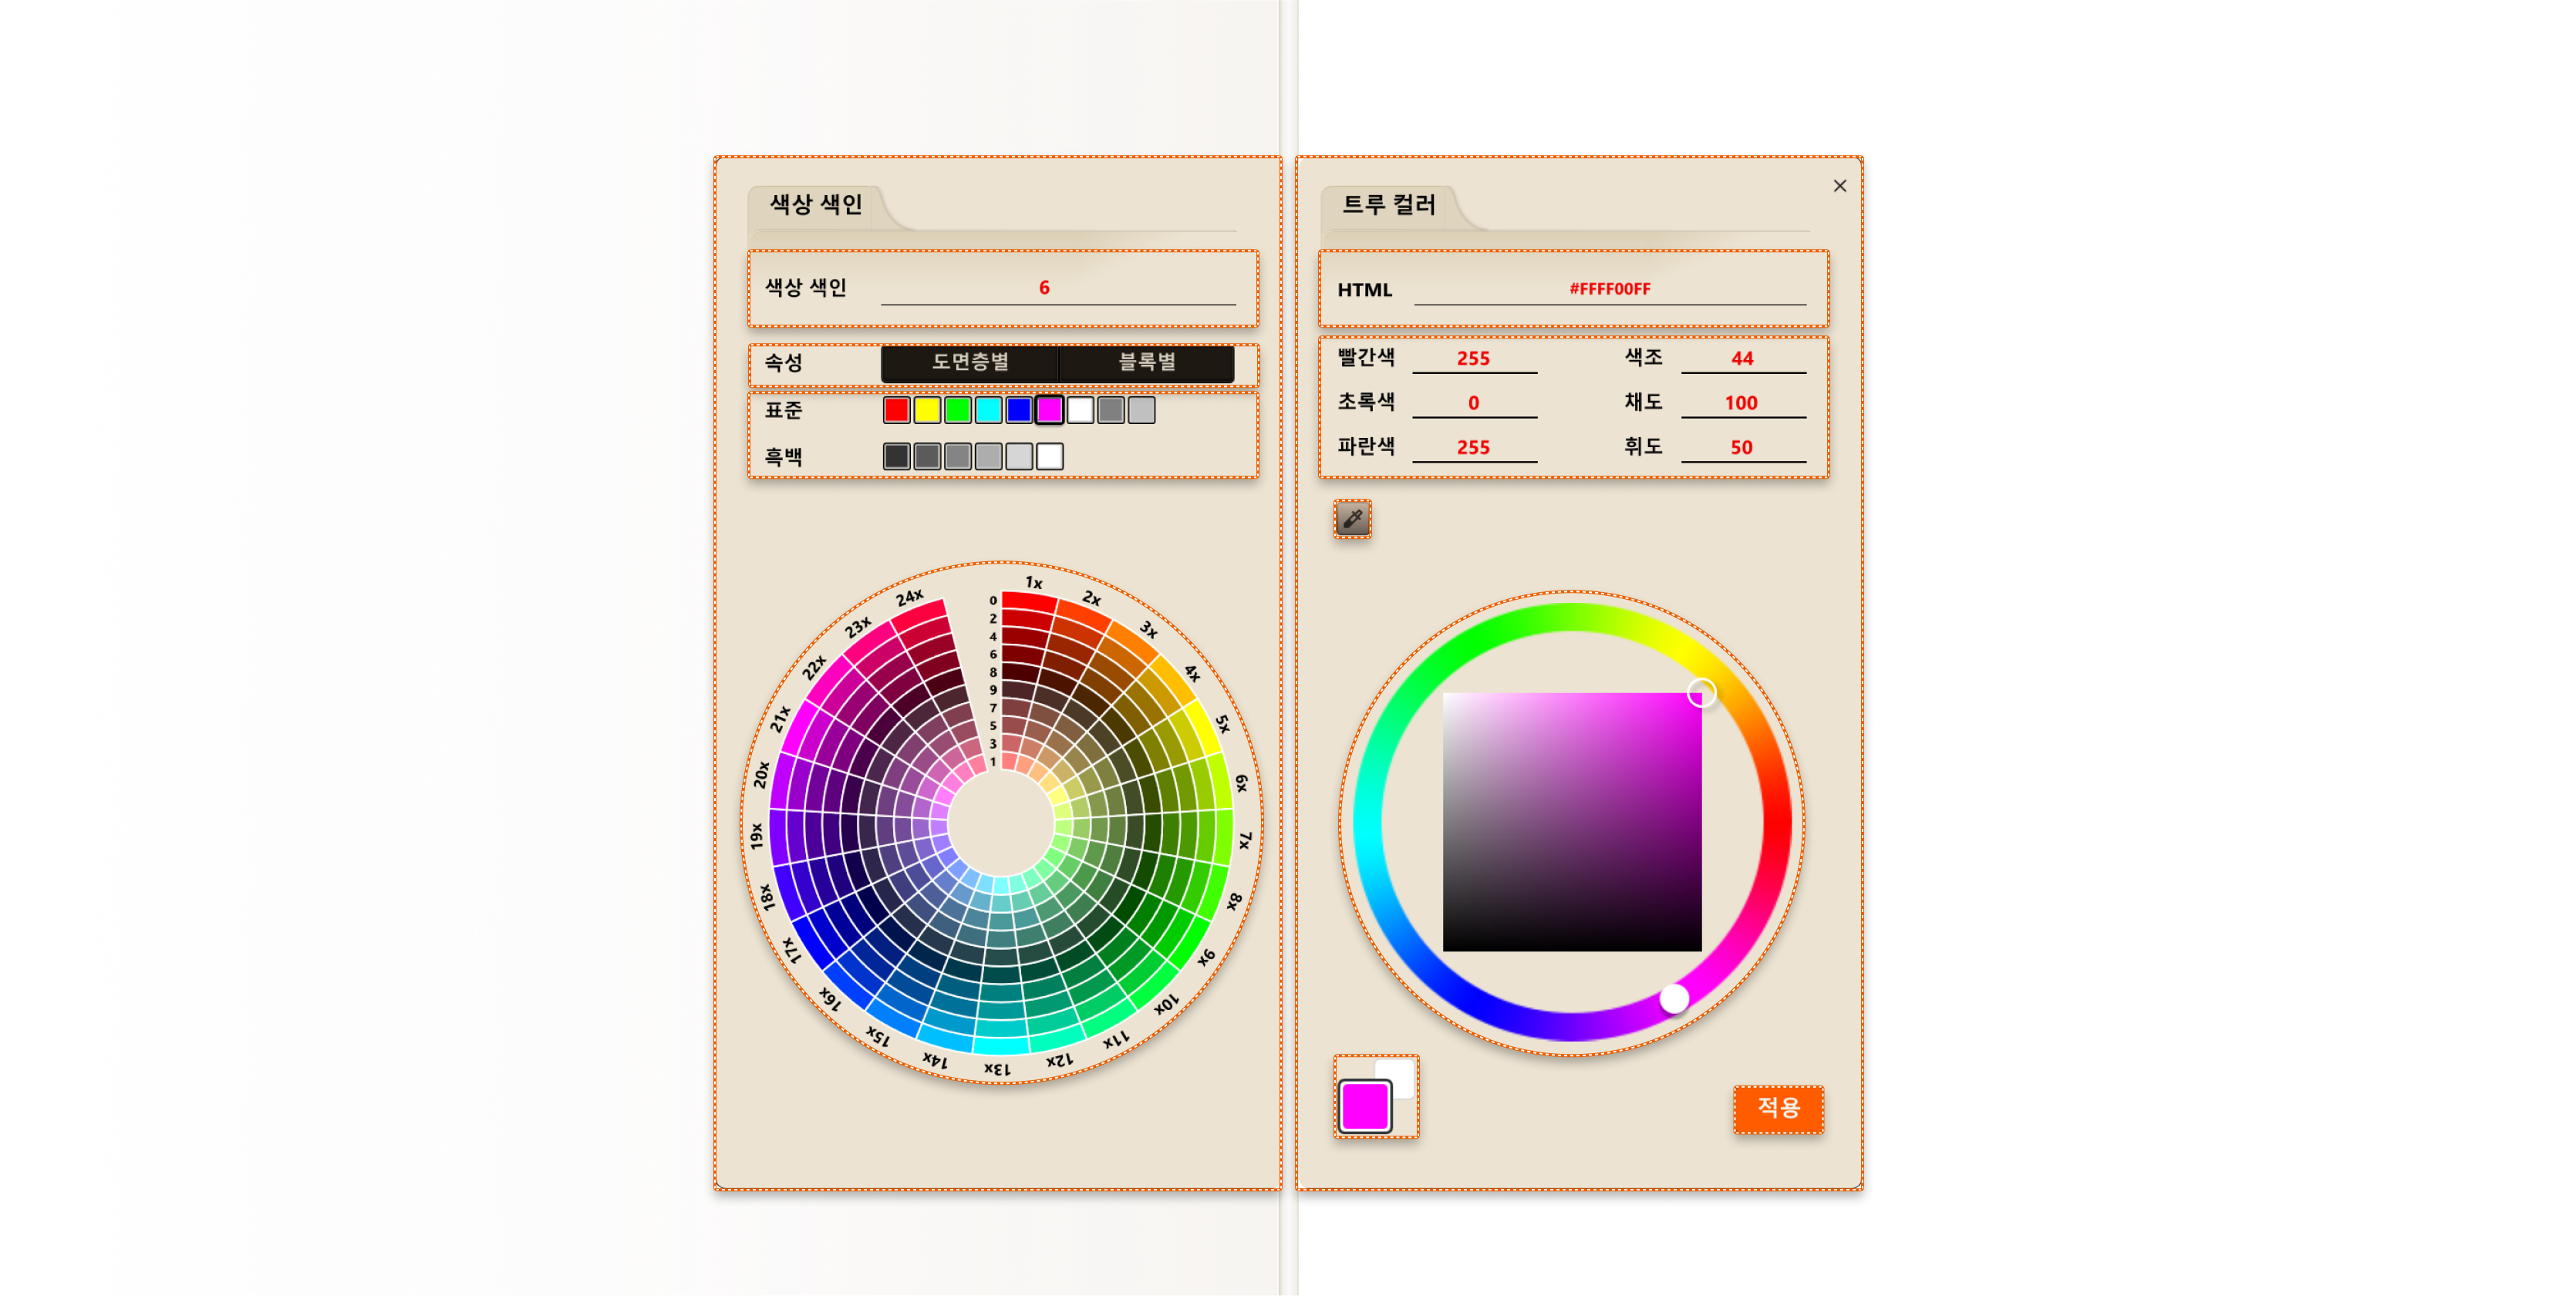 색상 색인
색상 색인 6
속성 도면층별 블록별
표준
흑백
1x
2x
3x
4x
5x
6x
7x
8x
9x
10x
11x
12x
13x
14x
15x
16x
17x
18x
19x
20x
21x
22x
23x
24x
0
2
4
6
8
9
7
5
3
1
트루 컬러
HTML #FFFF00FF
빨간색 255 색조 44
초록색 0 채도 100
파란색 255 휘도 50
적용